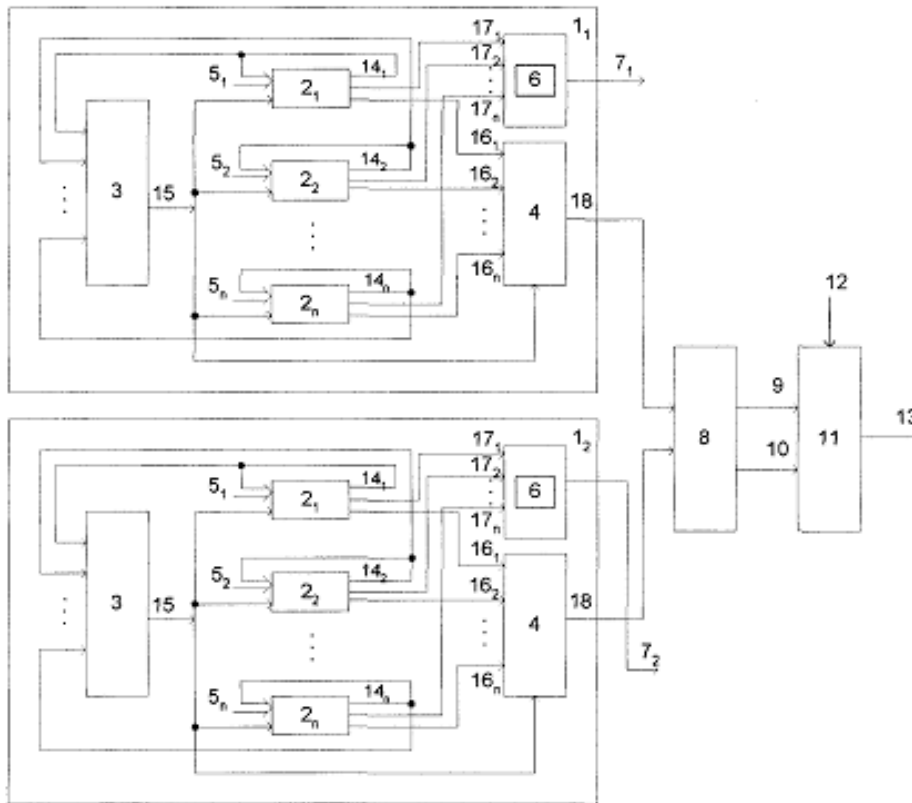 17₁ 1₁
14₁ 17₂ 7₁
5₁ 2₁ 6
17ₙ
16₁
14₂
5₂ 16₂
3 15 2₂ 18
4
14ₙ 16ₙ
5ₙ
2ₙ 12
9
8 11 13
10
17₁ 1₂
14₁ 17₂
5₁ 2₁ 6
17ₙ
16₁
14₂
5₂ 16₂
3 15 2₂ 4 18
7₂
14ₙ 16ₙ
5ₙ
2ₙ